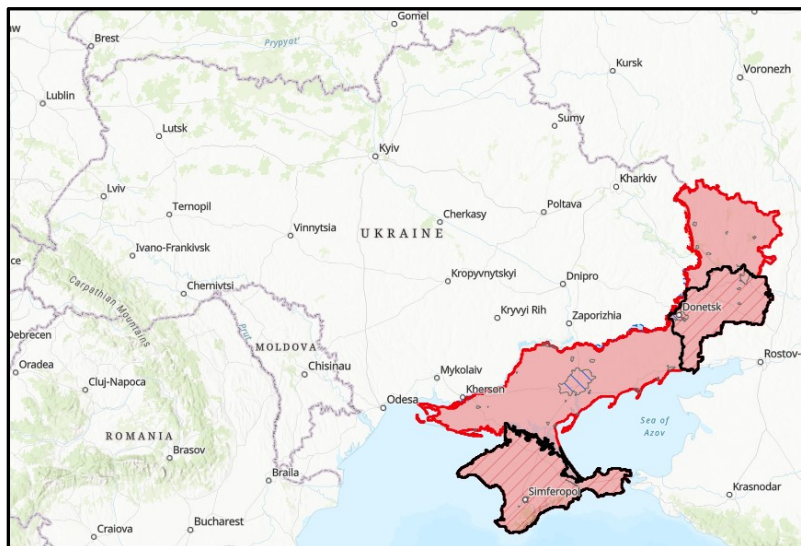 Gomel
Brest
Prypyat'
Kursk
Voronezh
Lublin
Lutsk
Sumy
Kyiv
Kharkiv
Lviv
Ternopil
Cherkasy
Poltava
UKRAINE
Vinnytsia
Ivano-Frankivsk
Kropyvnytskyi
Dnipro
Chernivtsi
Carpathian Mountains
Donetsk
Kryvyi Rih
Zaporizhia
Prut
Debrecen
MOLDOVA
Rostov-
Oradea
Chisinau
Mykolaiv
Cluj-Napoca
Kherson
Odesa
Sea of
Azov
ROMANIA
Brasov
Braila
Simferopol
Krasnodar
Bucharest
Craiova